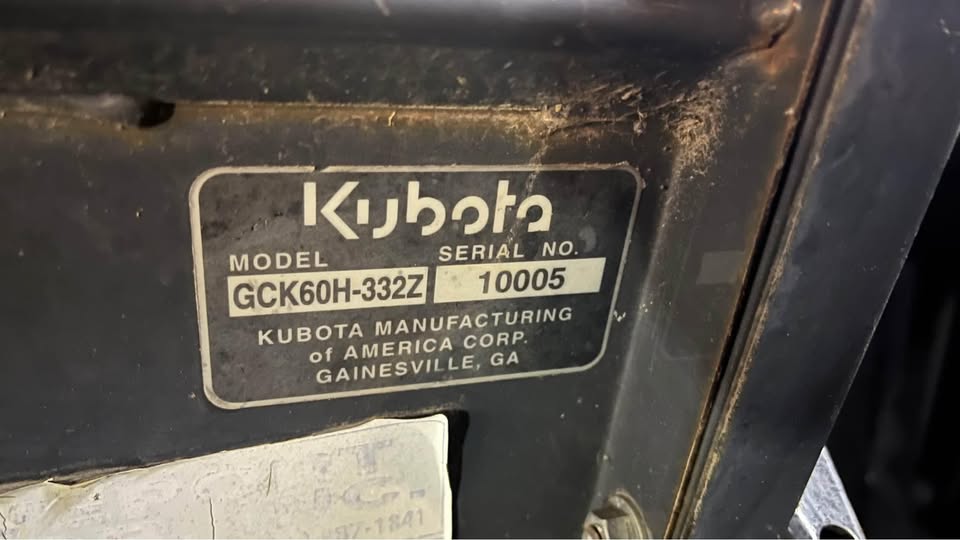 Kubota
MODEL SERIAL NO.
GCK60H-332Z 10005
KUBOTA MANUFACTURING
of AMERICA CORP.
GAINESVILLE, GA